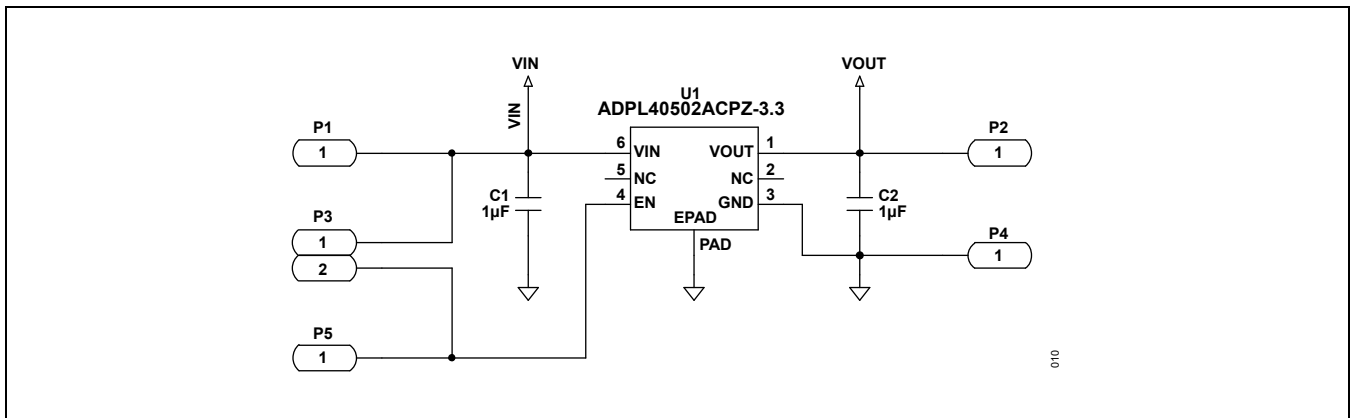 VIN
VOUT
VIN
U1
ADPL40502ACPZ-3.3
P1
1
P2
1
6 VIN VOUT 1
5 NC NC 2
4 EN GND 3
EPAD
PAD
C1
1µF
C2
1µF
P3
1
2
P4
1
P5
1
010